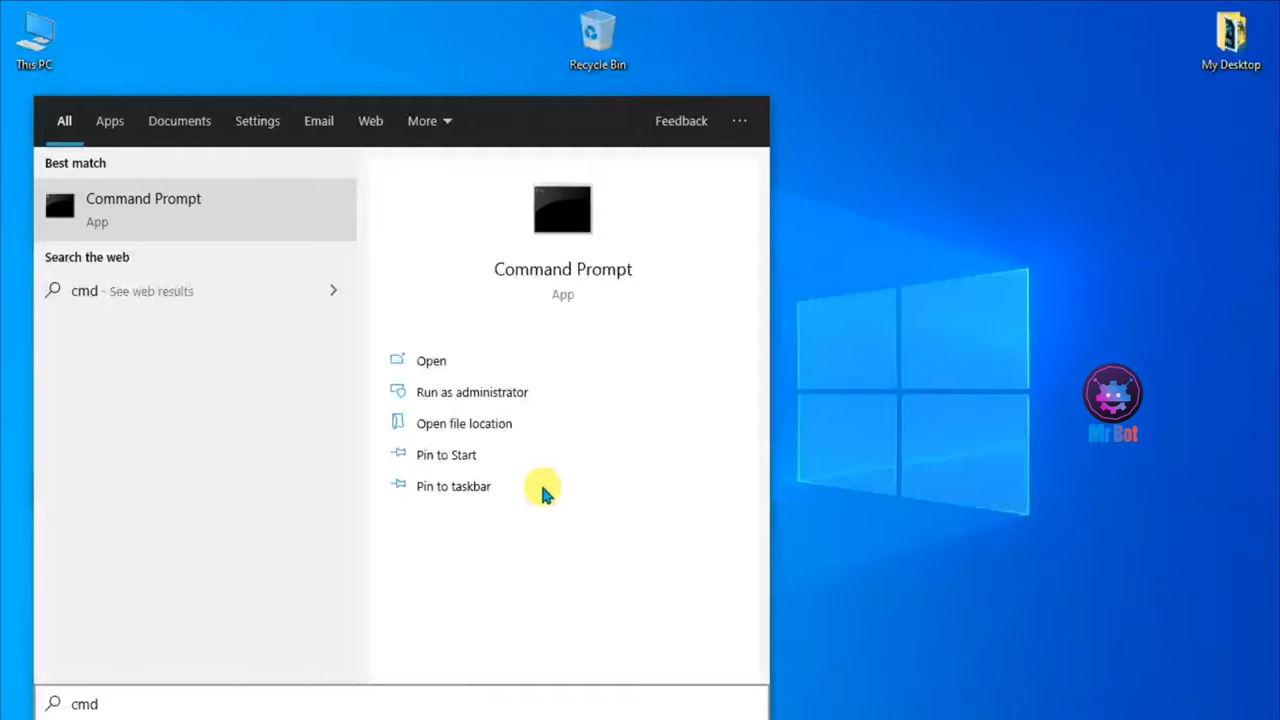 This PC
Recycle Bin
My Desktop
All Apps Documents Settings Email Web More Feedback ···
Best match
Command Prompt
App
Search the web
cmd - See web results
Command Prompt
App
Open
Run as administrator
Open file location
Pin to Start
Pin to taskbar
Mr Bot
cmd